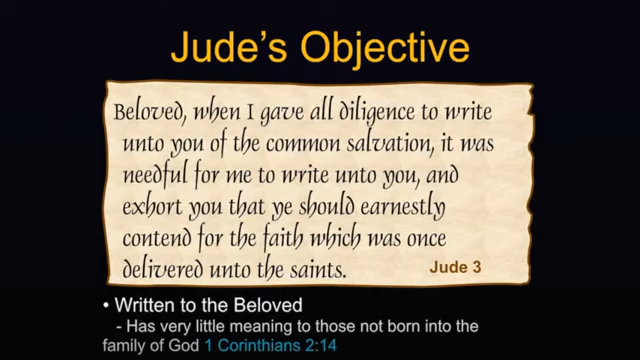 Jude's Objective
Beloved, when I gave all diligence to write
unto you of the common salvation, it was
needful for me to write unto you, and
exhort you that ye should earnestly
contend for the faith which was once
delivered unto the saints.
Jude 3
• Written to the Beloved
- Has very little meaning to those not born into the
family of God 1 Corinthians 2:14